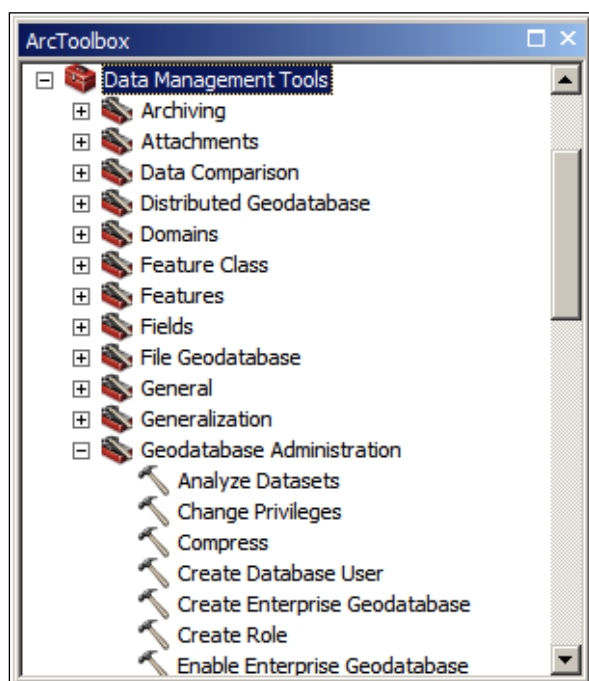 ArcToolbox
Data Management Tools
Archiving
Attachments
Data Comparison
Distributed Geodatabase
Domains
Feature Class
Features
Fields
File Geodatabase
General
Generalization
Geodatabase Administration
Analyze Datasets
Change Privileges
Compress
Create Database User
Create Enterprise Geodatabase
Create Role
Enable Enterprise Geodatabase